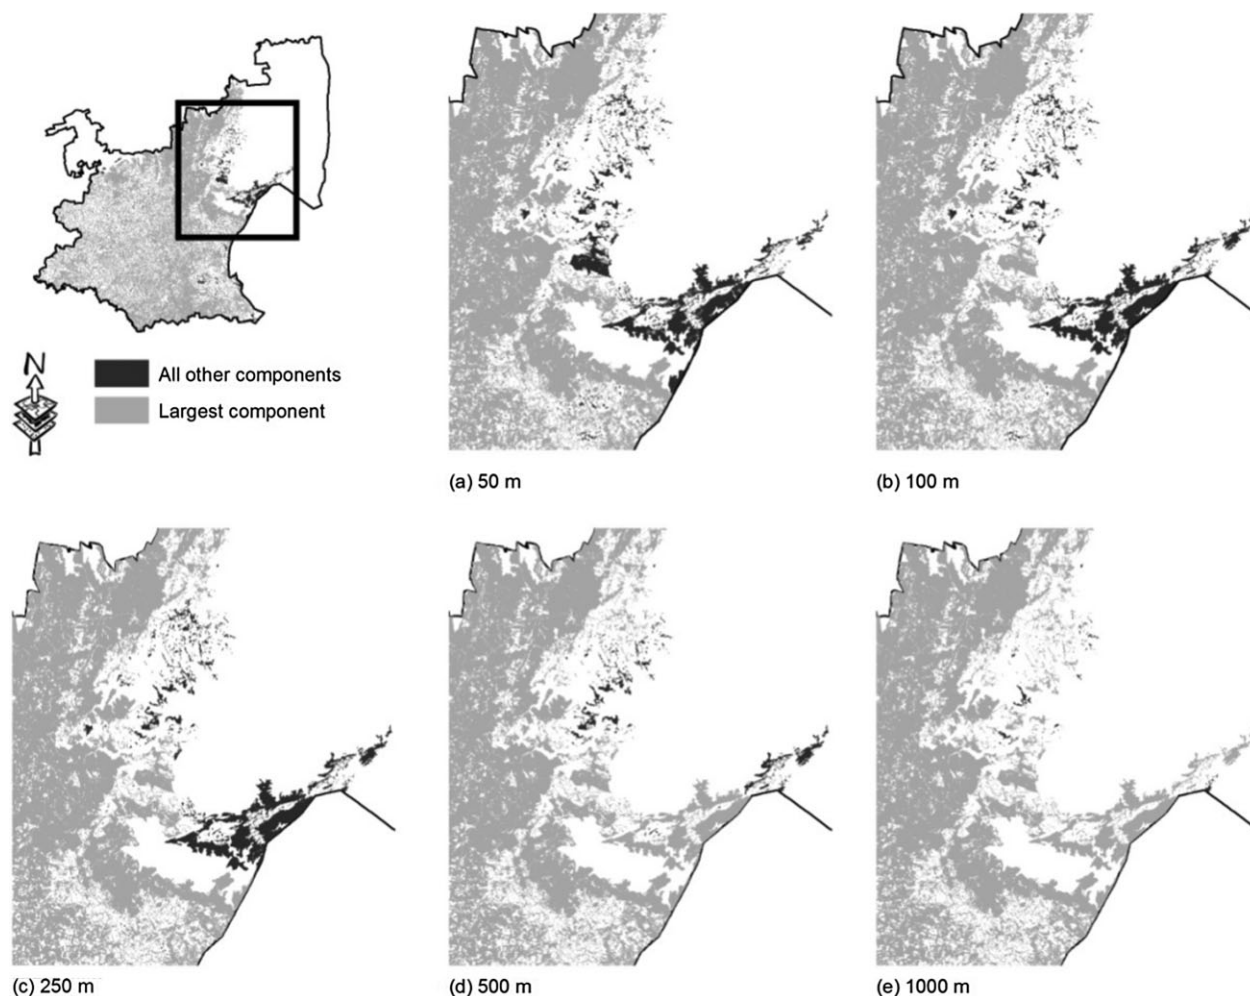 N
All other components
Largest component
(a) 50 m
(b) 100 m
(c) 250 m
(d) 500 m
(e) 1000 m